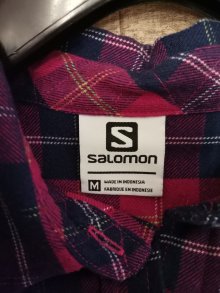 S
salomon
M
MADE IN INDONESIA
FABRIQUE EN INDONESIE